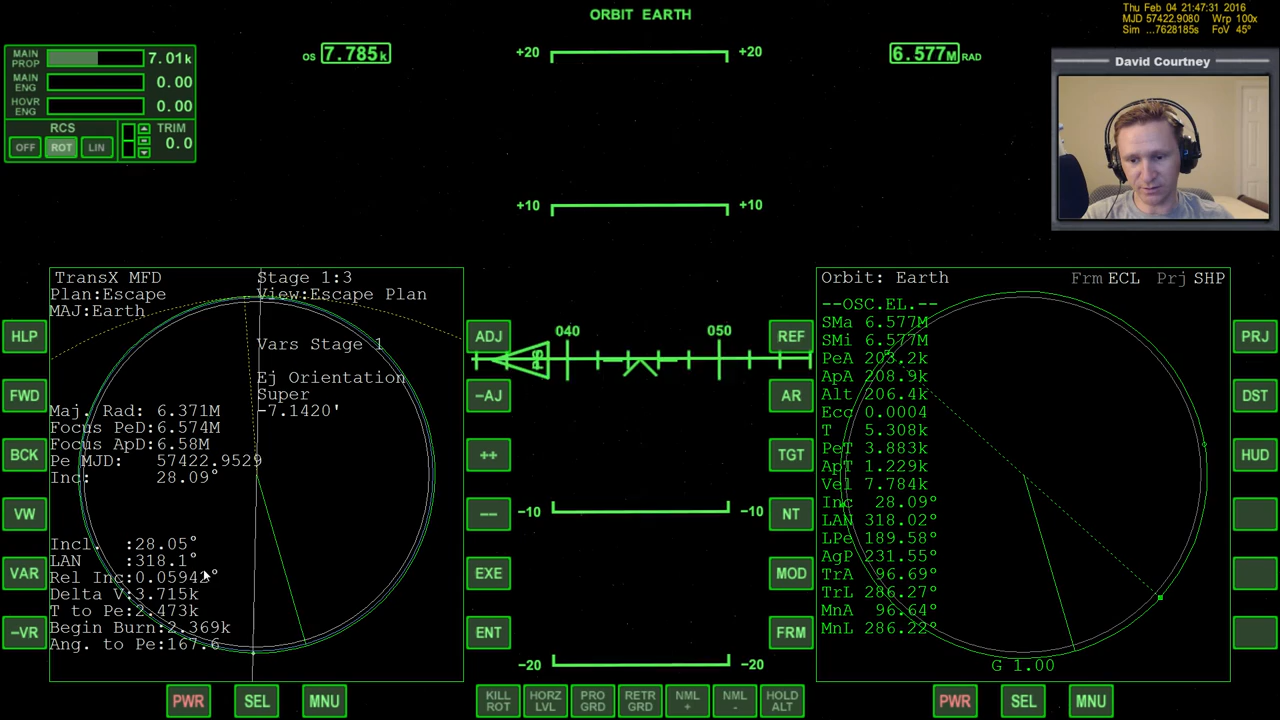 ORBIT EARTH
Thu Feb 04 21:47:31 2016
MJD 57422.9080 Wrp 100x
Sim ...7628185s FoV 45°
David Courtney
MAIN PROP 7.01k
MAIN ENG 0.00
HOVR ENG 0.00
RCS
OFF ROT LIN
TRIM
0.0
OS 7.785k
6.577M RAD
+20 +20
+10 +10
-10 -10
-20 -20
040 050
PS
TransX MFD Stage 1:3
Plan:Escape View:Escape Plan
MAJ:Earth
Vars Stage 1
Ej Orientation
Super
-7.1420'
Maj. Rad: 6.371M
Focus PeD:6.574M
Focus ApD:6.58M
Pe MJD: 57422.9529
Inc: 28.09°
Incl. :28.05°
LAN :318.1°
Rel Inc:0.05942°
Delta V:3.715k
T to Pe:2.473k
Begin Burn:2.369k
Ang. to Pe:167.6
HLP
FWD
BCK
VW
VAR
-VR
ADJ
-AJ
++
--
EXE
ENT
PWR SEL MNU
KILL ROT
HORZ LVL
PRO GRD
RETR GRD
NML +
NML -
HOLD ALT
REF
AR
TGT
NT
MOD
FRM
Orbit: Earth Frm ECL Prj SHP
--OSC.EL.--
SMa 6.577M
SMi 6.577M
PeA 203.2k
ApA 208.9k
Alt 206.4k
Ecc 0.0004
T 5.308k
PeT 3.883k
ApT 1.229k
Vel 7.784k
Inc 28.09°
LAN 318.02°
LPe 189.58°
AgP 231.55°
TrA 96.69°
TrL 286.27°
MnA 96.64°
MnL 286.22°
G 1.00
PRJ
DST
HUD
PWR SEL MNU